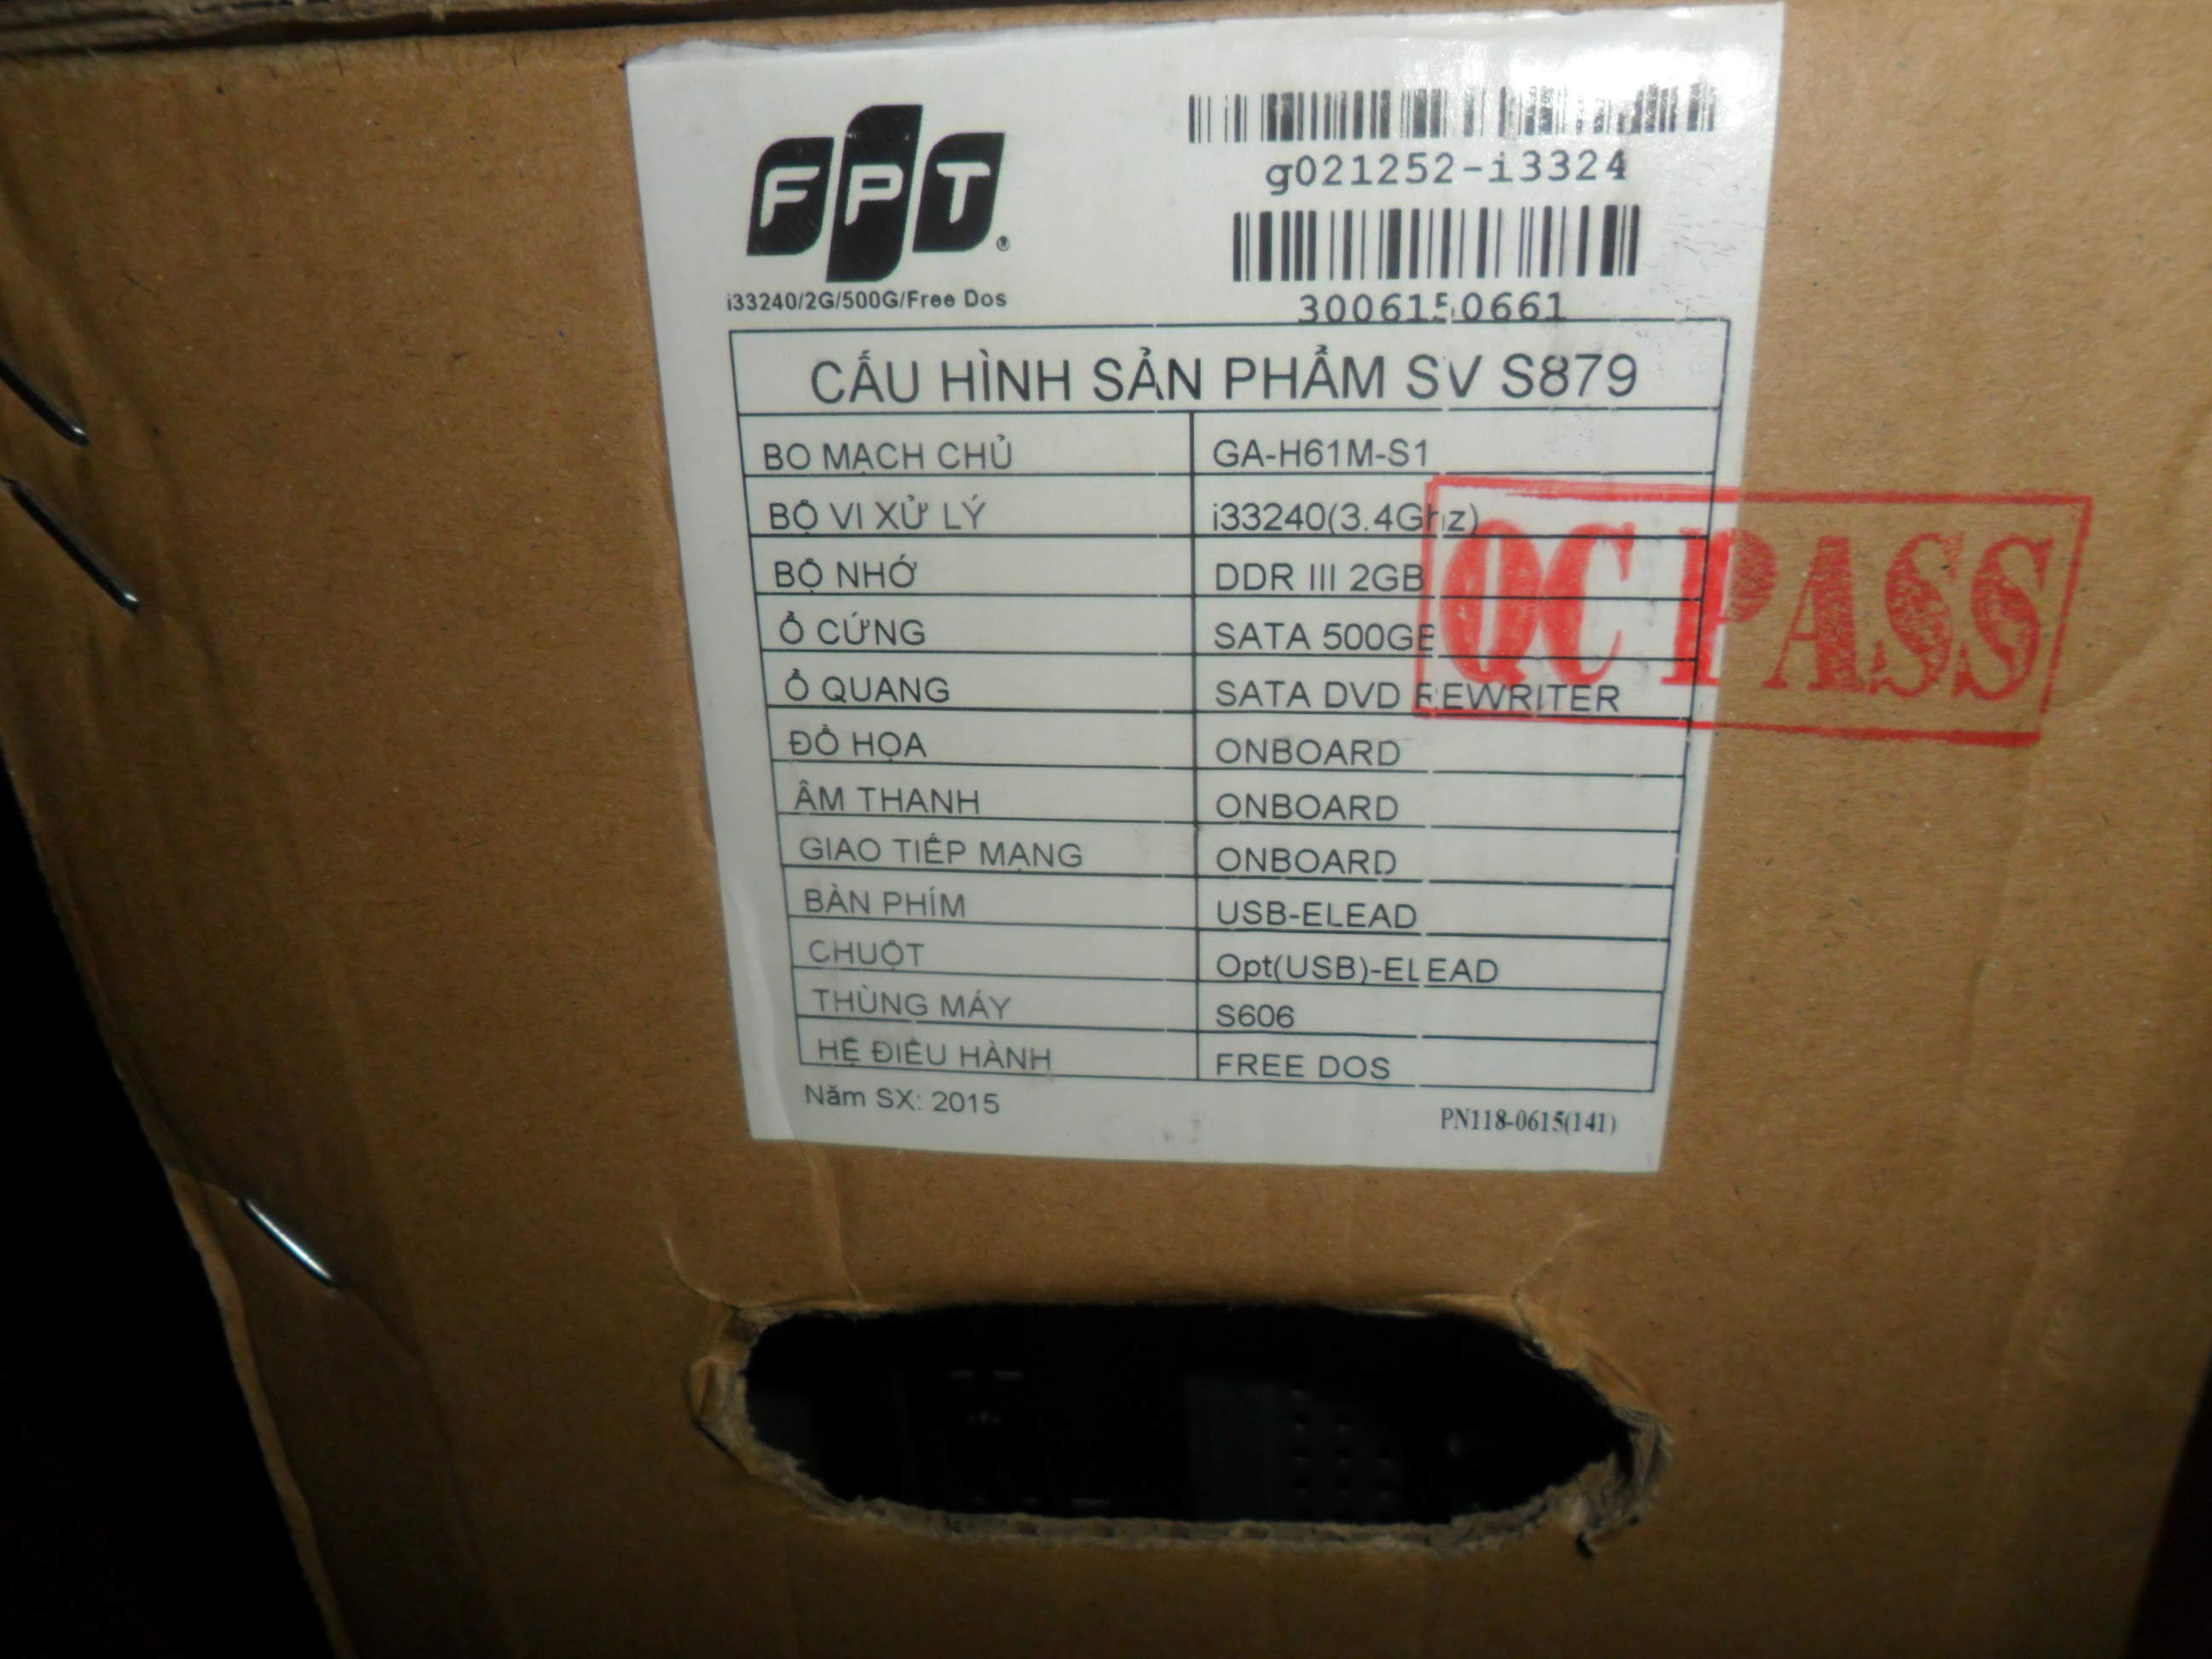 FPT®
i33240/2G/500G/Free Dos
g021252-i3324
3006150661
CẤU HÌNH SẢN PHẨM SV S879
BO MẠCH CHỦ GA-H61M-S1
BỘ VI XỬ LÝ i33240(3.4Ghz)
BỘ NHỚ DDR III 2GB
Ổ CỨNG SATA 500GB
Ổ QUANG SATA DVD REWRITER
ĐỒ HỌA ONBOARD
ÂM THANH ONBOARD
GIAO TIẾP MẠNG ONBOARD
BÀN PHÍM USB-ELEAD
CHUỘT Opt(USB)-ELEAD
THÙNG MÁY S606
HỆ ĐIỀU HÀNH FREE DOS
Năm SX: 2015
PN118-0615(141)
QC PASS